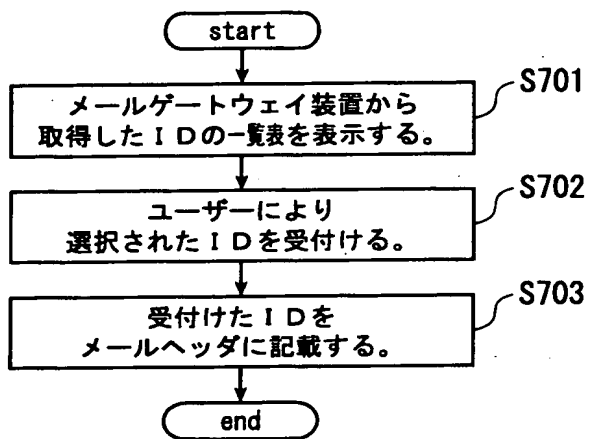 start
S701
メールゲートウェイ装置から
取得したＩＤの一覧表を表示する。
S702
ユーザーにより
選択されたＩＤを受付ける。
S703
受付けたＩＤを
メールヘッダに記載する。
end